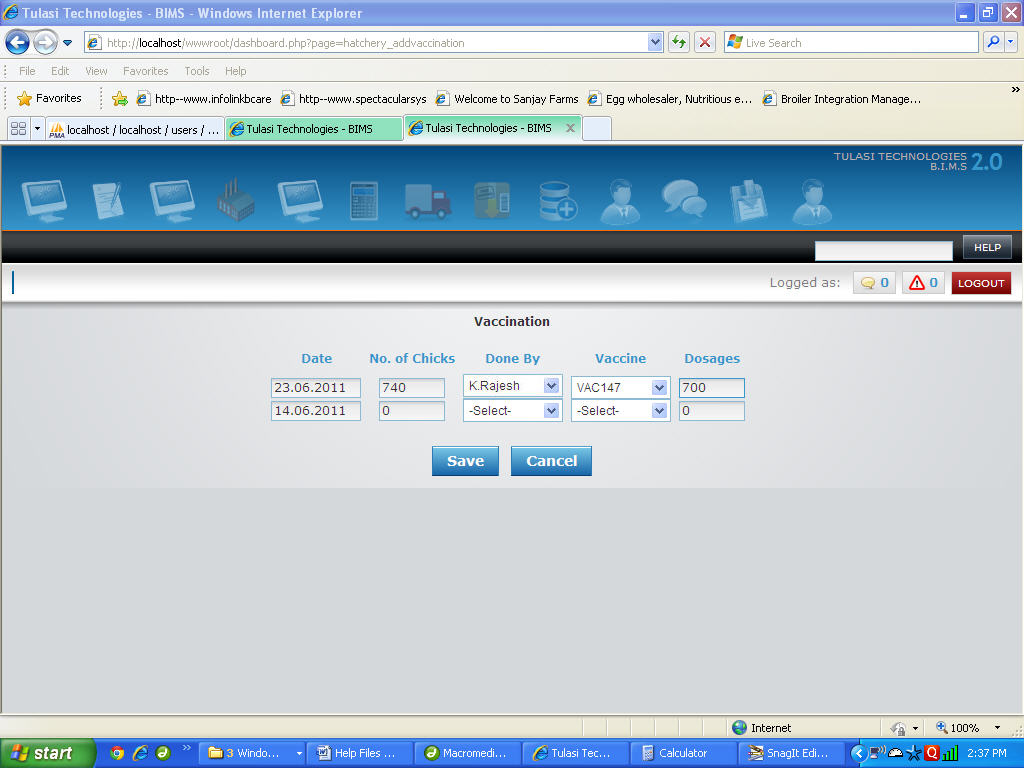 Tulasi Technologies - BIMS - Windows Internet Explorer
http://localhost/wwwroot/dashboard.php?page=hatchery_addvaccination
Live Search
File Edit View Favorites Tools Help
Favorites http--www.infolinkbcare http--www.spectacularsys Welcome to Sanjay Farms Egg wholesaler, Nutritious e... Broiler Integration Manage...
PMA localhost / localhost / users / ... Tulasi Technologies - BIMS Tulasi Technologies - BIMS
TULASI TECHNOLOGIES
B.I.M.S 2.0
HELP
Logged as: 0 0 LOGOUT
Vaccination
Date No. of Chicks Done By Vaccine Dosages
23.06.2011 740 K.Rajesh VAC147 700
14.06.2011 0 -Select- -Select- 0
Save Cancel
Internet 100%
start 3 Windo... Help Files ... Macromedi... Tulasi Tec... Calculator SnagIt Edi... 2:37 PM